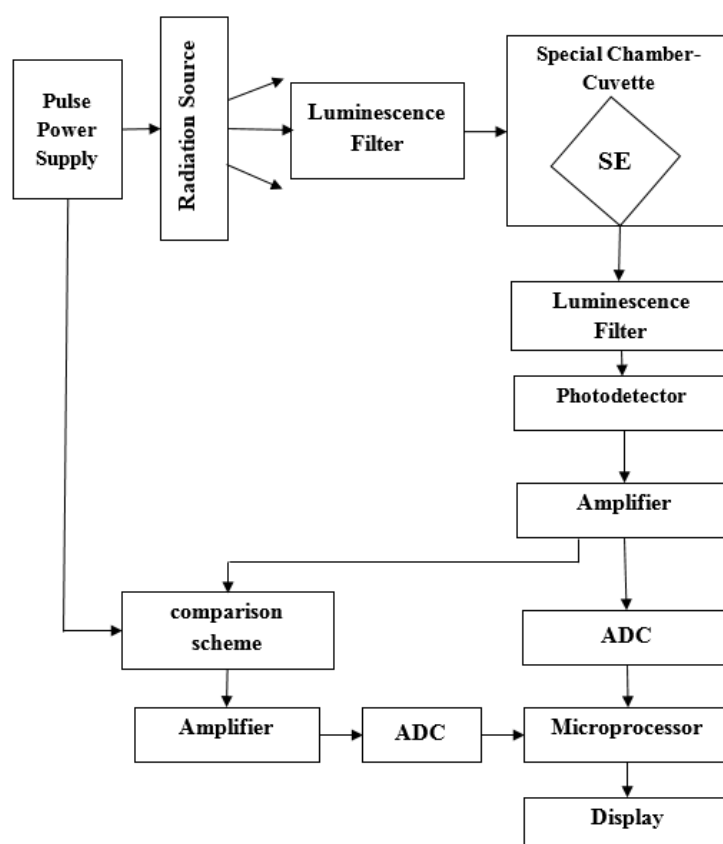 Pulse
Power
Supply
Radiation Source
Luminescence
Filter
Special Chamber-
Cuvette
SE
Luminescence
Filter
Photodetector
Amplifier
comparison
scheme
ADC
Amplifier
ADC
Microprocessor
Display